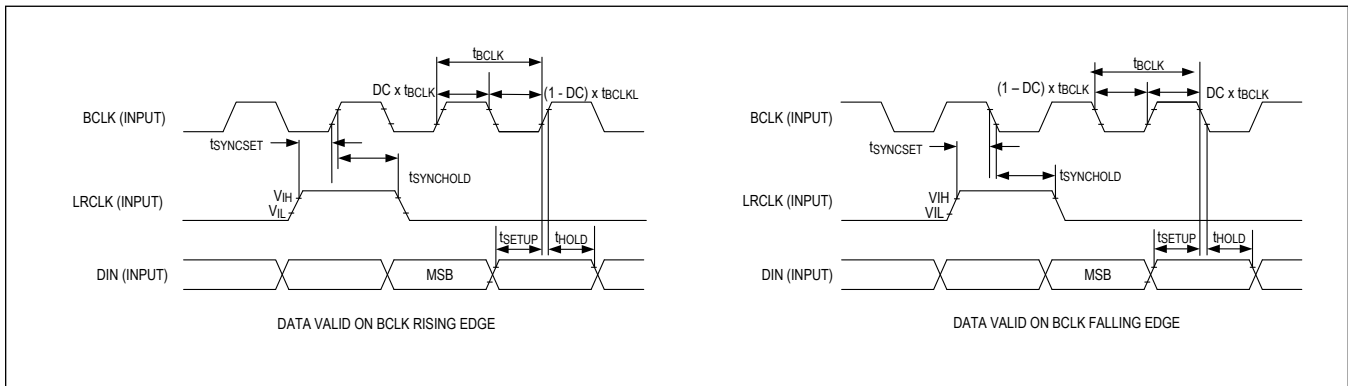 tBCLK
DC x tBCLK
(1 - DC) x tBCLKL
BCLK (INPUT)
tSYNCSET
tSYNCHOLD
VIH
VIL
LRCLK (INPUT)
tSETUP
tHOLD
DIN (INPUT)
MSB
DATA VALID ON BCLK RISING EDGE
tBCLK
(1 – DC) x tBCLK
DC x tBCLK
BCLK (INPUT)
tSYNCSET
tSYNCHOLD
VIH
VIL
LRCLK (INPUT)
tSETUP
tHOLD
DIN (INPUT)
MSB
DATA VALID ON BCLK FALLING EDGE